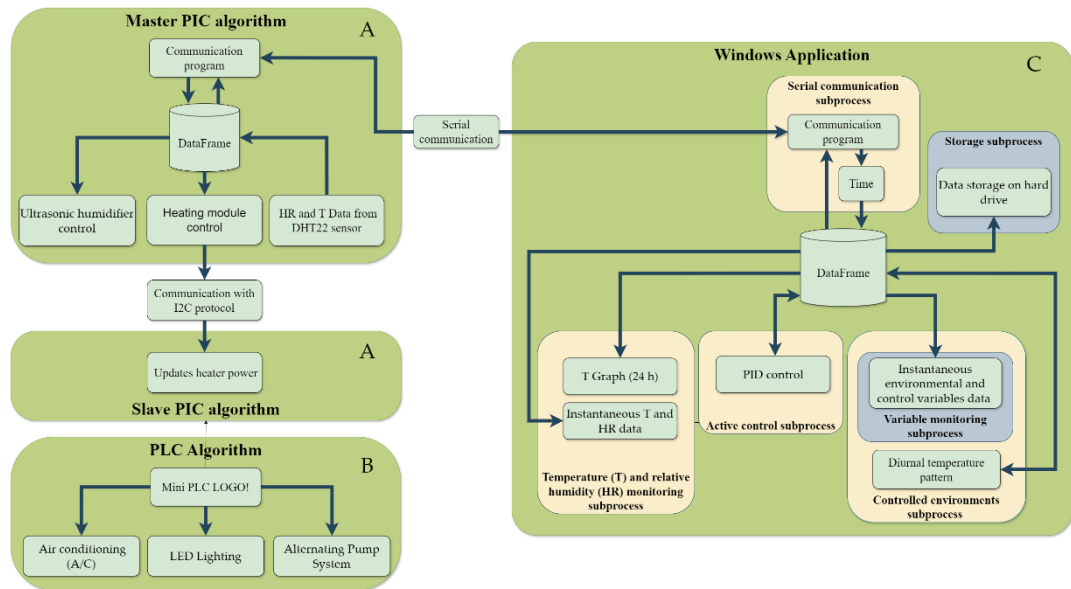 Master PIC algorithm
A
Communication
program
DataFrame
Ultrasonic humidifier
control
Heating module
control
HR and T Data from
DHT22 sensor
Communication with
I2C protocol
A
Updates heater power
Slave PIC algorithm
PLC Algorithm
B
Mini PLC LOGO!
Air conditioning
(A/C)
LED Lighting
Alternating Pump
System
Serial
communication
Windows Application
C
Serial communication
subprocess
Communication
program
Time
Storage subprocess
Data storage on hard
drive
DataFrame
T Graph (24 h)
Instantaneous T and
HR data
Temperature (T) and relative
humidity (HR) monitoring
subprocess
PID control
Active control subprocess
Instantaneous
environmental and
control variables data
Variable monitoring
subprocess
Diurnal temperature
pattern
Controlled environments
subprocess